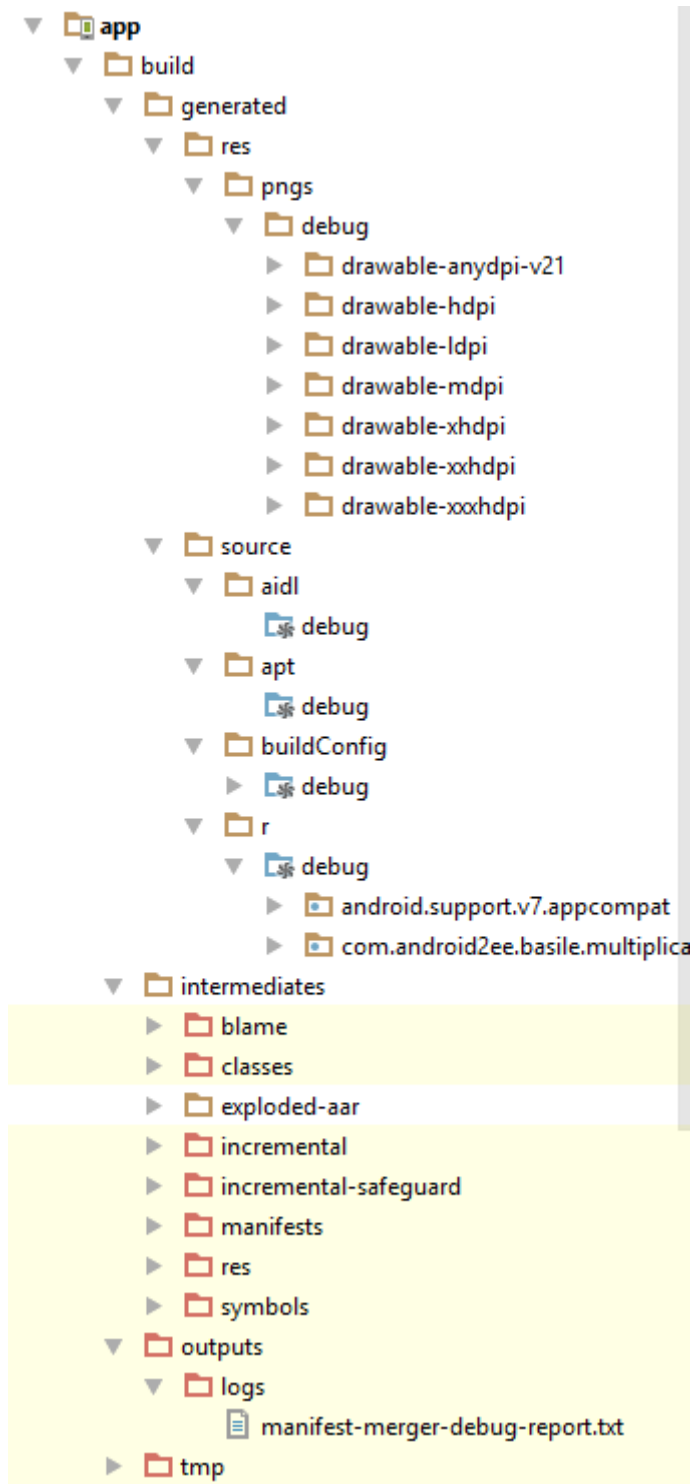 app
build
generated
res
pngs
debug
drawable-anydpi-v21
drawable-hdpi
drawable-ldpi
drawable-mdpi
drawable-xhdpi
drawable-xxhdpi
drawable-xxxhdpi
source
aidl
debug
apt
debug
buildConfig
debug
r
debug
android.support.v7.appcompat
com.android2ee.basile.multiplica
intermediates
blame
classes
exploded-aar
incremental
incremental-safeguard
manifests
res
symbols
outputs
logs
manifest-merger-debug-report.txt
tmp